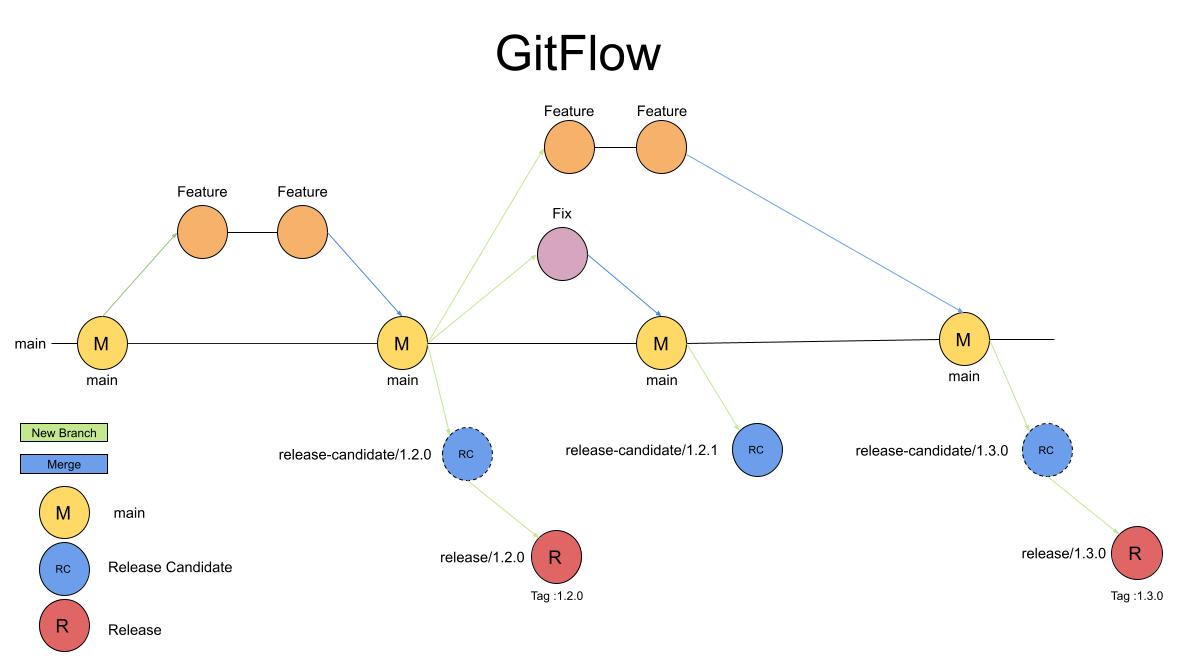 GitFlow
Feature Feature
Feature Feature
Fix
main
M M M M
main main main main
New Branch
Merge
release-candidate/1.2.0 RC
release-candidate/1.2.1 RC
release-candidate/1.3.0 RC
M main
RC Release Candidate
R Release
release/1.2.0 R
Tag :1.2.0
release/1.3.0 R
Tag :1.3.0